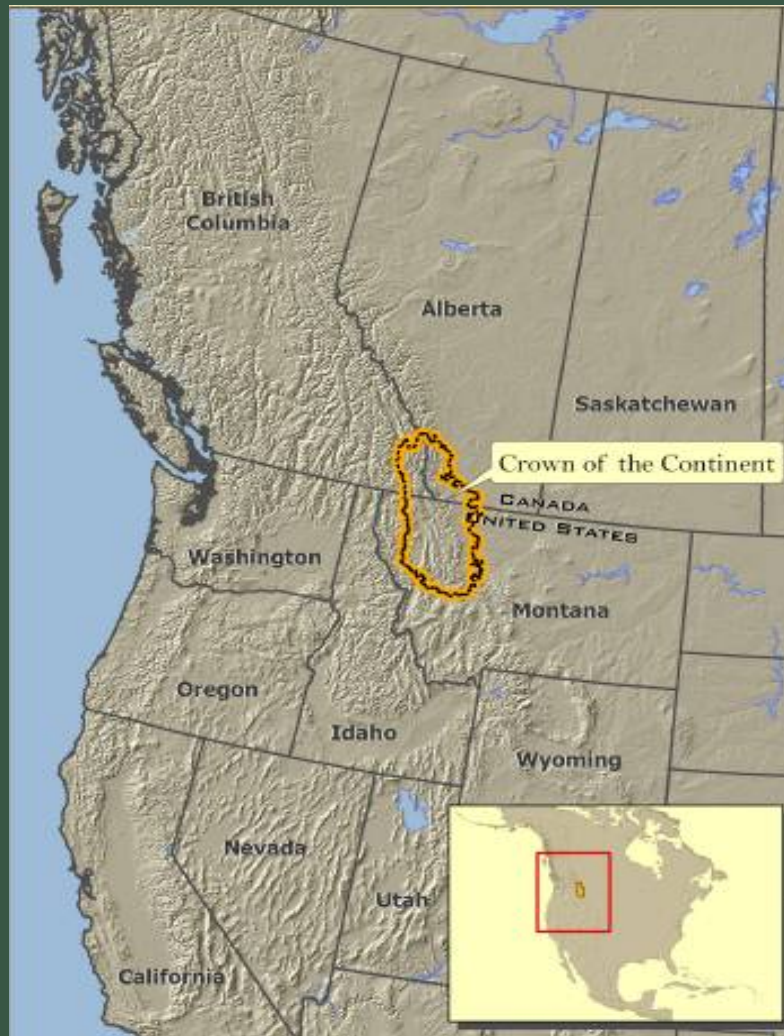 British
Columbia
Alberta
Saskatchewan
Crown of the Continent
CANADA
UNITED STATES
Washington
Montana
Oregon
Idaho
Wyoming
Nevada
Utah
California